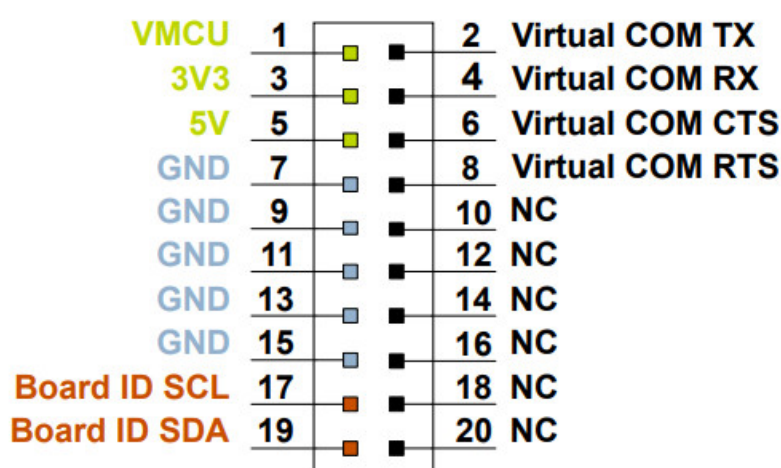 VMCU 1 2 Virtual COM TX
3V3 3 4 Virtual COM RX
5V 5 6 Virtual COM CTS
GND 7 8 Virtual COM RTS
GND 9 10 NC
GND 11 12 NC
GND 13 14 NC
GND 15 16 NC
Board ID SCL 17 18 NC
Board ID SDA 19 20 NC